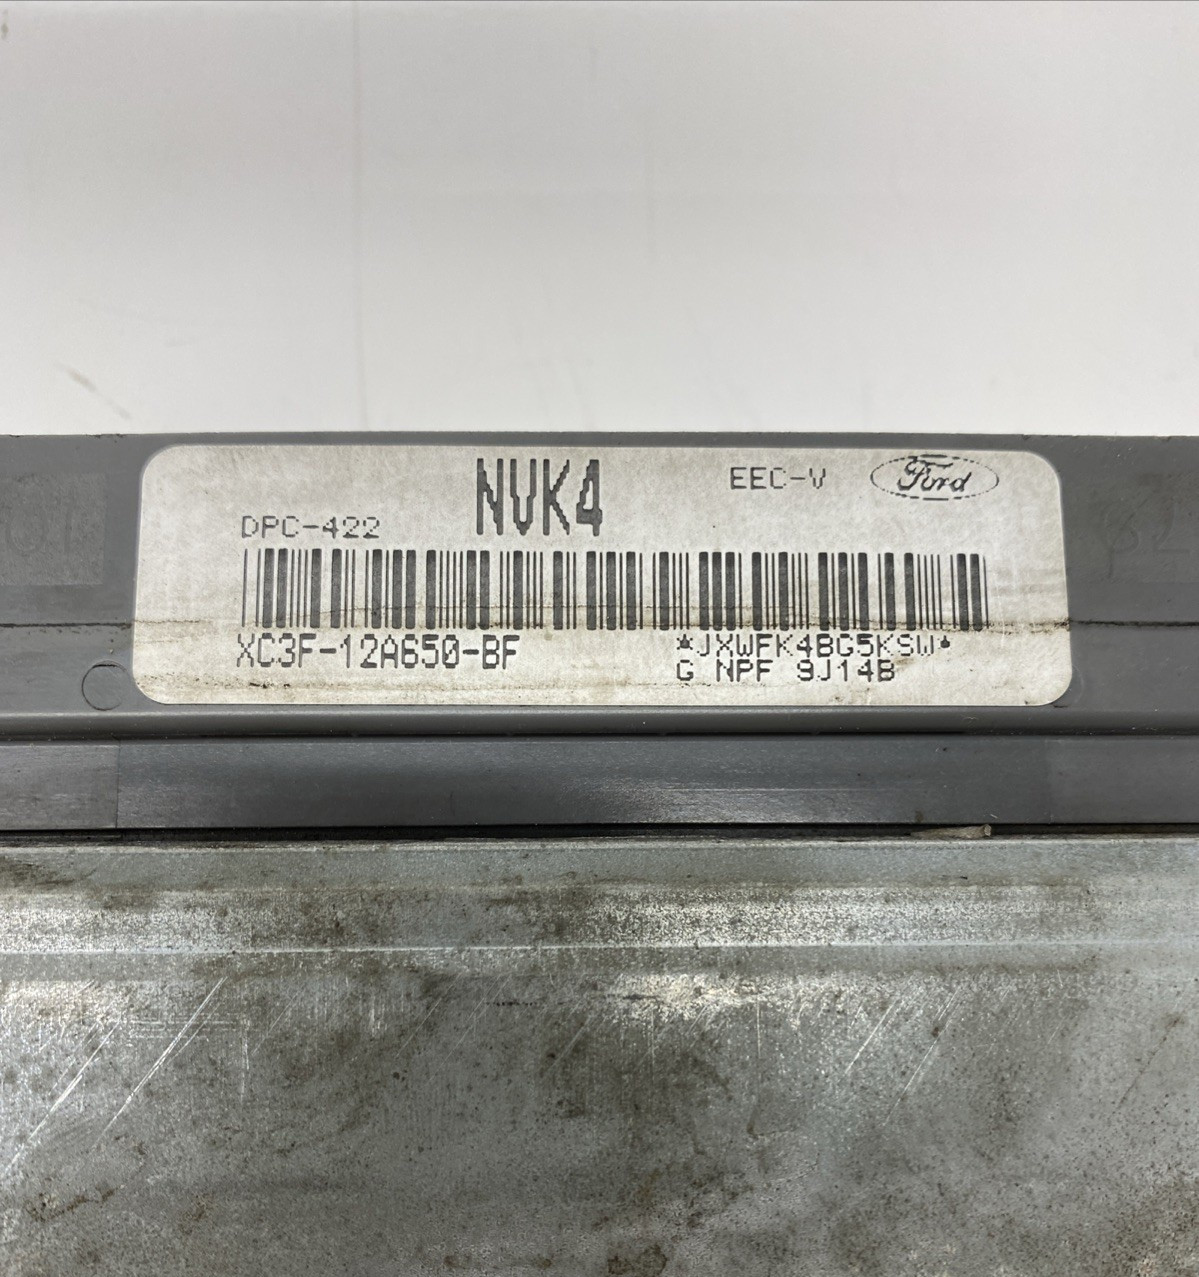 NVK4
EEC-V
Ford
DPC-422
XC3F-12A650-BF
*JXWFK4BG5KSW*
G NPF 9J14B